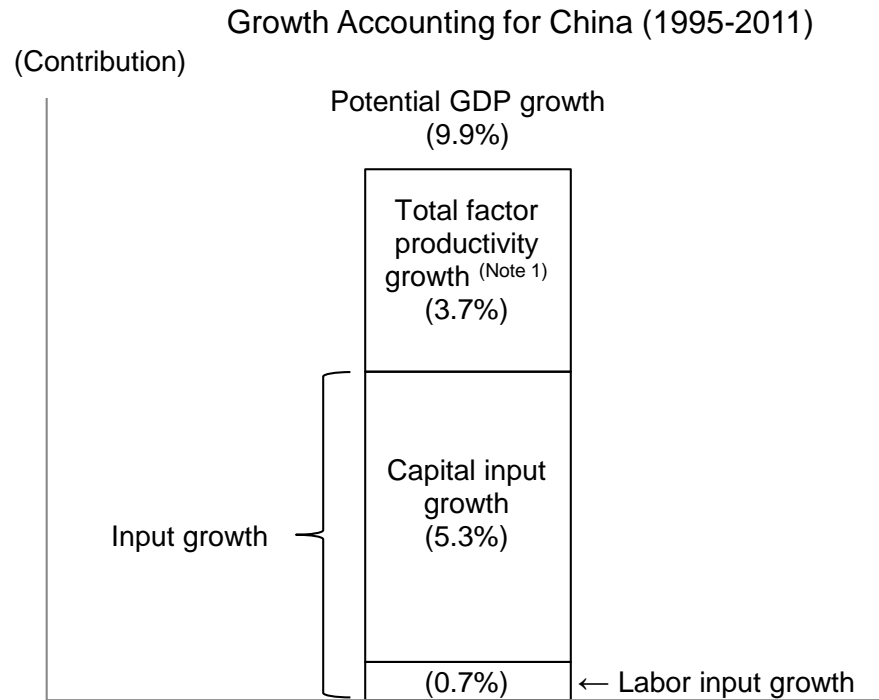 Growth Accounting for China (1995-2011)
(Contribution)
Potential GDP growth
(9.9%)
Total factor
productivity
growth (Note 1)
(3.7%)
Capital input
growth
(5.3%)
Input growth
(0.7%)
← Labor input growth